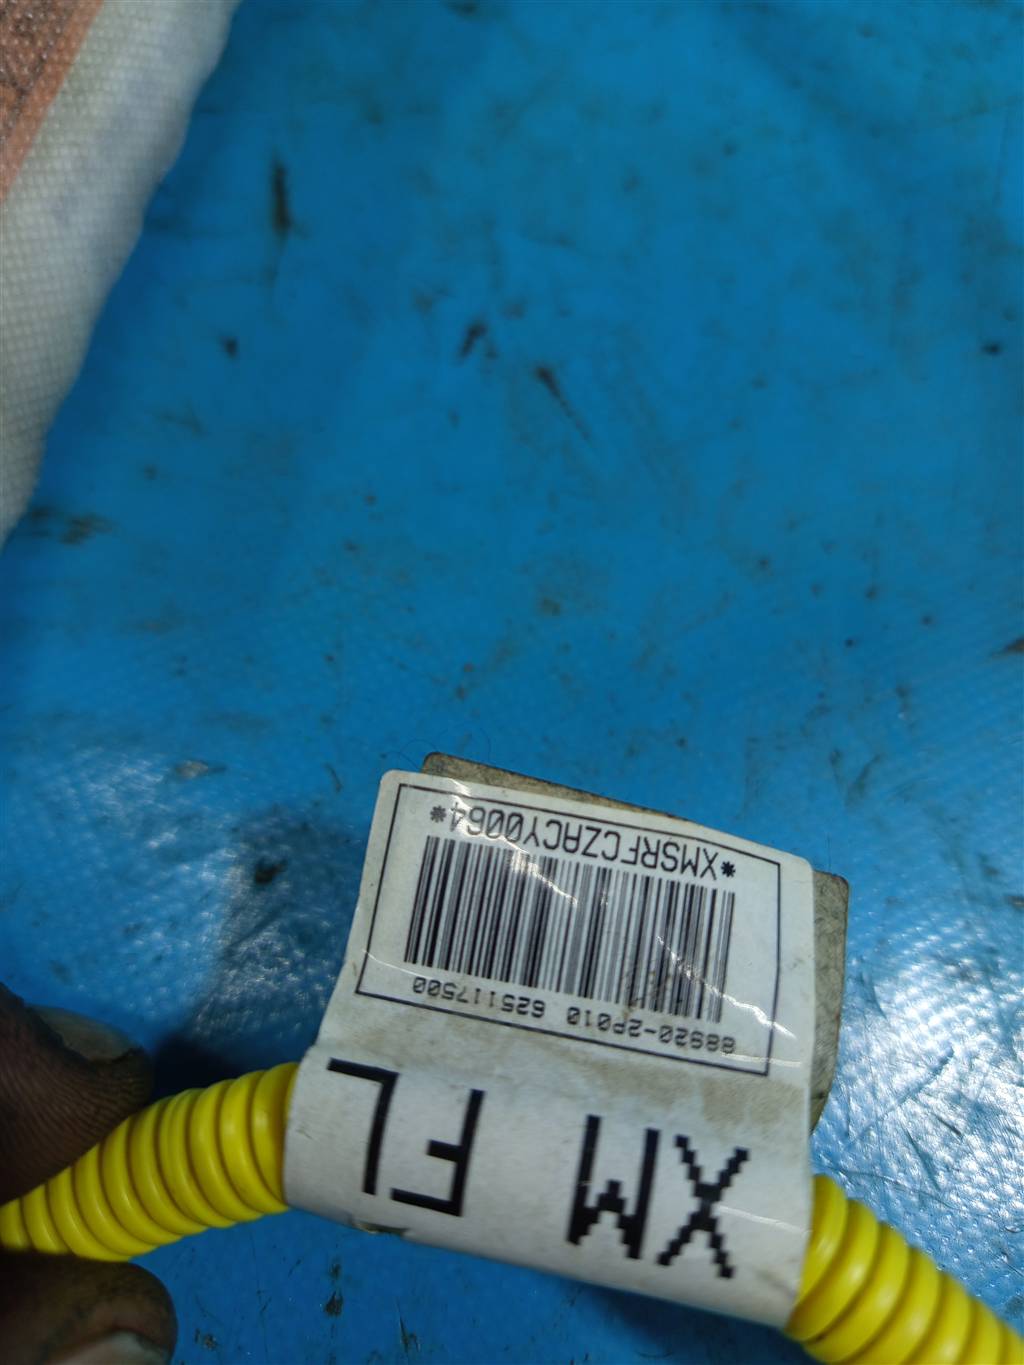 XM FL
88920-2P010 625117500
*XMSRFCZACY0064*